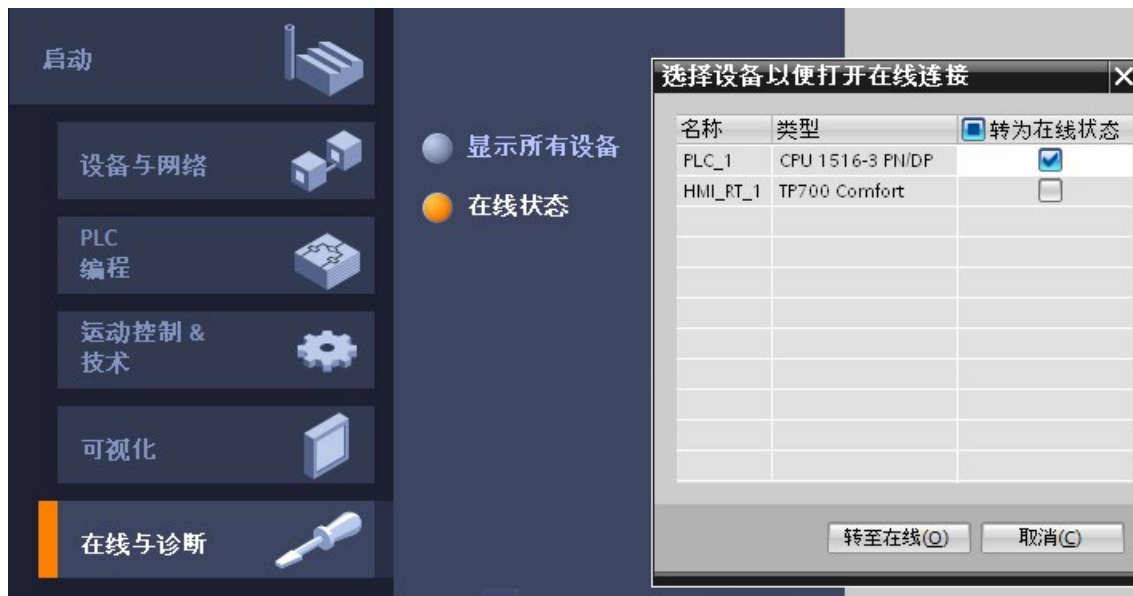 启动
设备与网络
PLC
编程
运动控制 &
技术
可视化
在线与诊断
显示所有设备
在线状态
选择设备以便打开在线连接
名称 类型 转为在线状态
PLC_1 CPU 1516-3 PN/DP
HMI_RT_1 TP700 Comfort
转至在线(O) 取消(C)